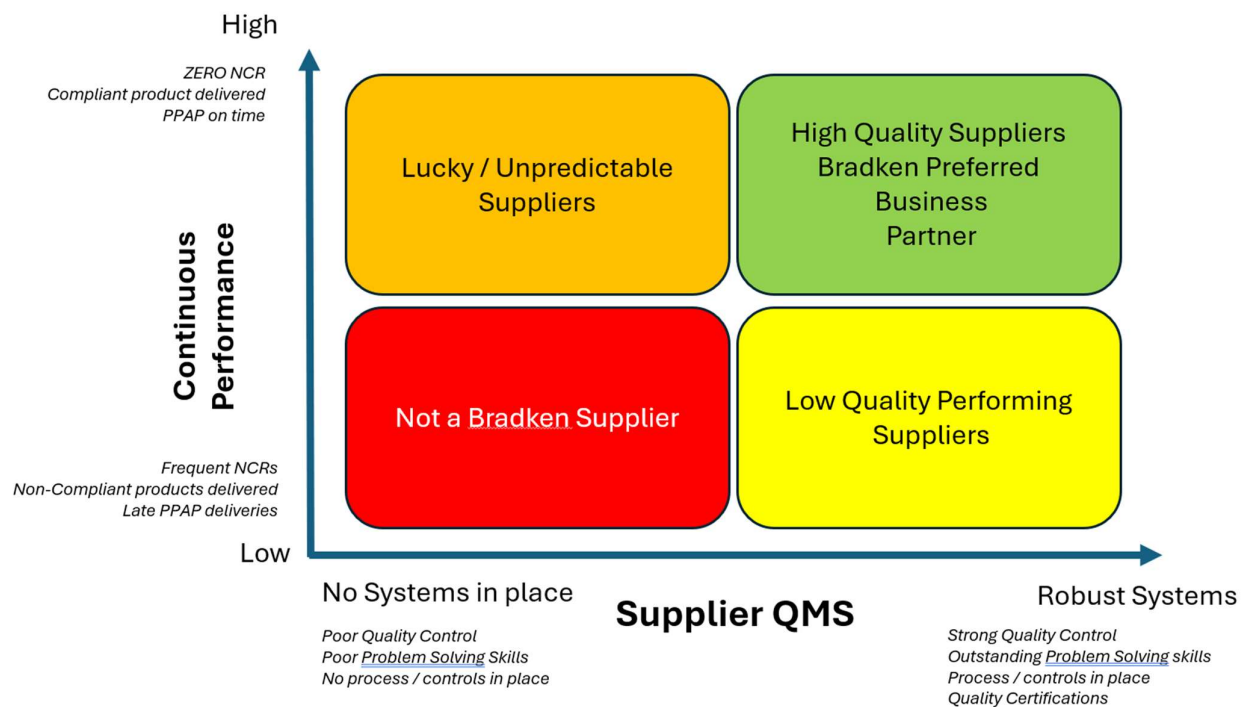 High
ZERO NCR
Compliant product delivered
PPAP on time
Lucky / Unpredictable
Suppliers
High Quality Suppliers
Bradken Preferred
Business
Partner
Continuous
Performance
Not a Bradken Supplier
Low Quality Performing
Suppliers
Frequent NCRs
Non-Compliant products delivered
Late PPAP deliveries
Low
No Systems in place
Supplier QMS
Robust Systems
Poor Quality Control
Poor Problem Solving Skills
No process / controls in place
Strong Quality Control
Outstanding Problem Solving skills
Process / controls in place
Quality Certifications